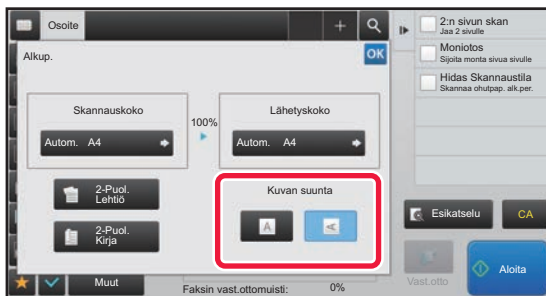 Osoite
Alkup.
OK
Skannauskoko
100%
Lähetyskoko
Autom. A4
Autom. A4
2-Puol.
Lehtiö
2-Puol.
Kirja
Kuvan suunta
A
A
Muut
Faksin vast.ottomuisti: 0%
2:n sivun skan
Jaa 2 sivulle
Moniotos
Sijoita monta sivua sivulle
Hidas Skannaustila
Skannaa ohutpap. alk.per.
Esikatselu
CA
Vast.otto
Aloita